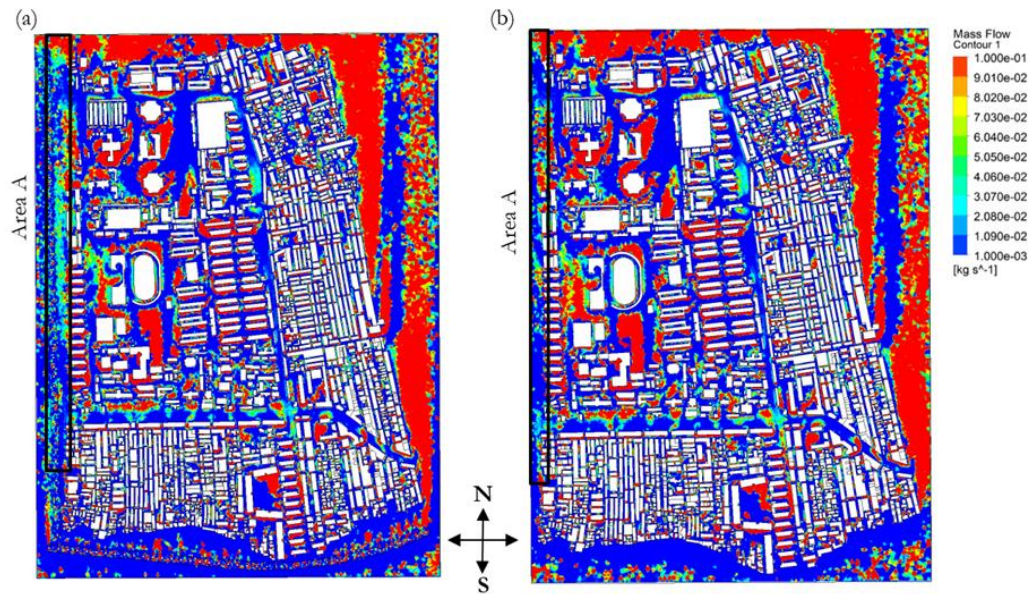 (a)
(b)
Area A
Area A
Mass Flow
Contour 1
1.000e-01
9.010e-02
8.020e-02
7.030e-02
6.040e-02
5.050e-02
4.060e-02
3.070e-02
2.080e-02
1.090e-02
1.000e-03
[kg s^-1]
N
S